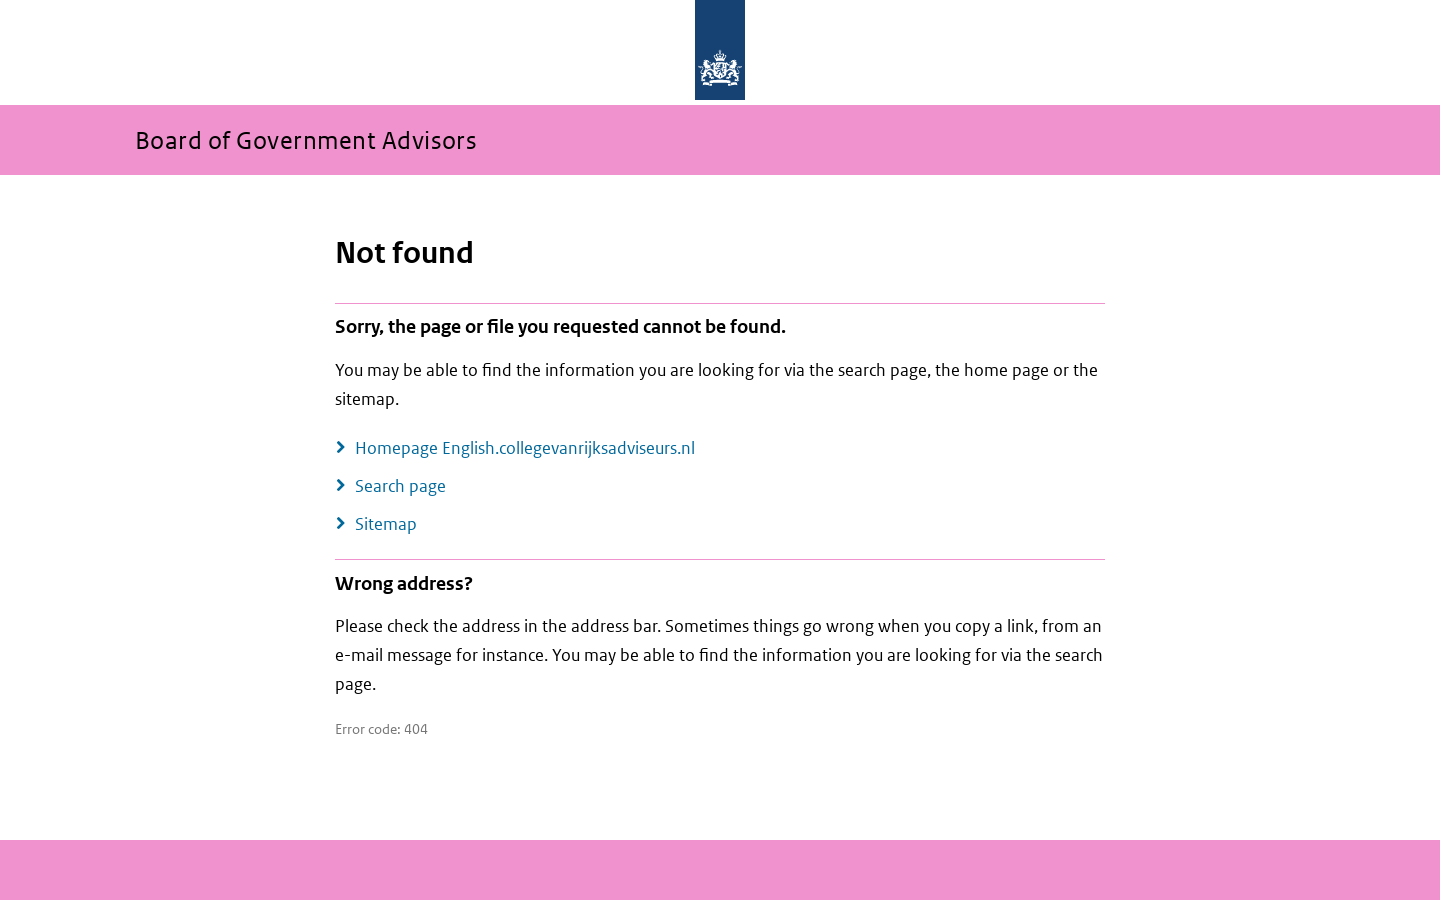 Board of Government Advisors
Not found
Sorry, the page or file you requested cannot be found.
You may be able to find the information you are looking for via the search page, the home page or the
sitemap.
Homepage English.collegevanrijksadviseurs.nl
Search page
Sitemap
Wrong address?
Please check the address in the address bar. Sometimes things go wrong when you copy a link, from an
e-mail message for instance. You may be able to find the information you are looking for via the search
page.
Error code: 404